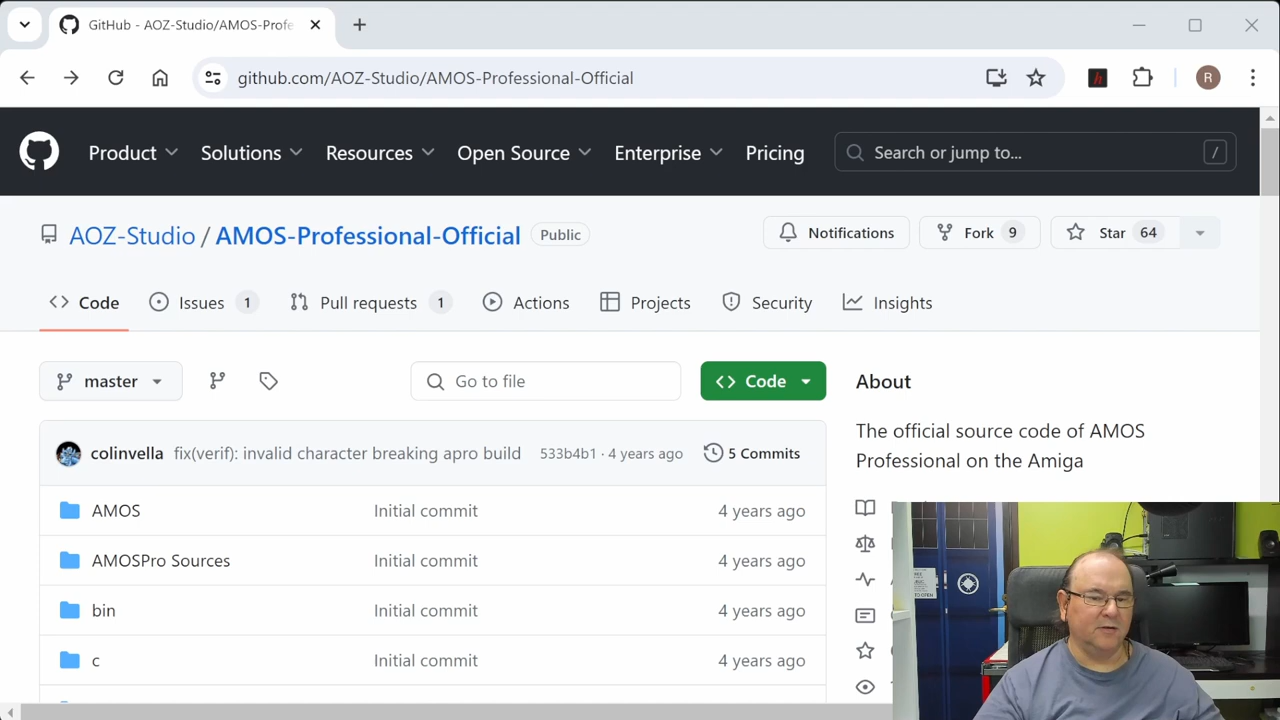 GitHub - AOZ-Studio/AMOS-Profe
github.com/AOZ-Studio/AMOS-Professional-Official
R
Product
Solutions
Resources
Open Source
Enterprise
Pricing
Search or jump to...
/
AOZ-Studio / AMOS-Professional-Official
Public
Notifications
Fork 9
Star 64
Code
Issues 1
Pull requests 1
Actions
Projects
Security
Insights
master
Go to file
Code
About
The official source code of AMOS
Professional on the Amiga
colinvella fix(verif): invalid character breaking apro build 533b4b1 · 4 years ago 5 Commits
AMOS Initial commit 4 years ago
AMOSPro Sources Initial commit 4 years ago
bin Initial commit 4 years ago
c Initial commit 4 years ago